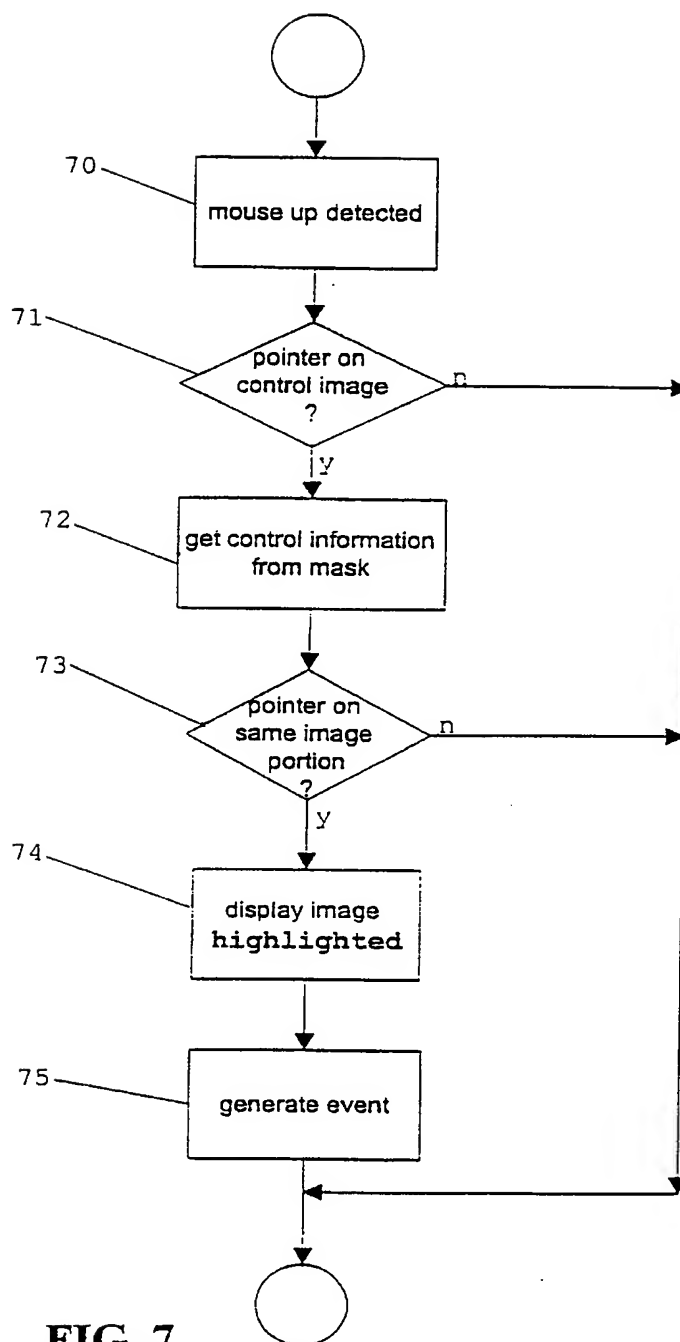 70
mouse up detected
71
pointer on
control image
?
n
y
72
get control information
from mask
73
pointer on
same image
portion
?
n
y
74
display image
highlighted
75
generate event
FIG. 7